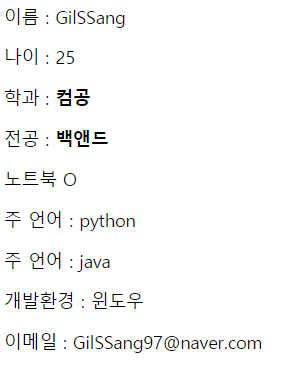 이름 : GilSSang
나이 : 25
학과 : 컴공
전공 : 백앤드
노트북 O
주 언어 : python
주 언어 : java
개발환경 : 윈도우
이메일 : GilSSang97@naver.com